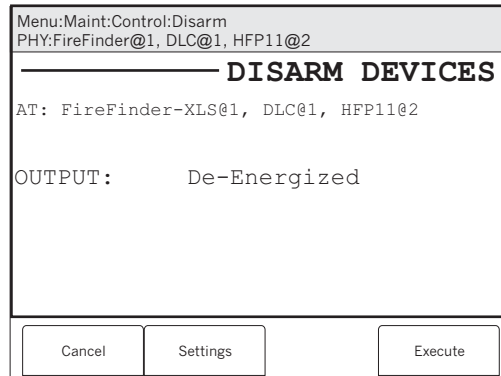 Menu:Maint:Control:Disarm
PHY:FireFinder@1, DLC@1, HFP11@2
DISARM DEVICES
AT: FireFinder-XLS@1, DLC@1, HFP11@2
OUTPUT: De-Energized
Cancel Settings Execute